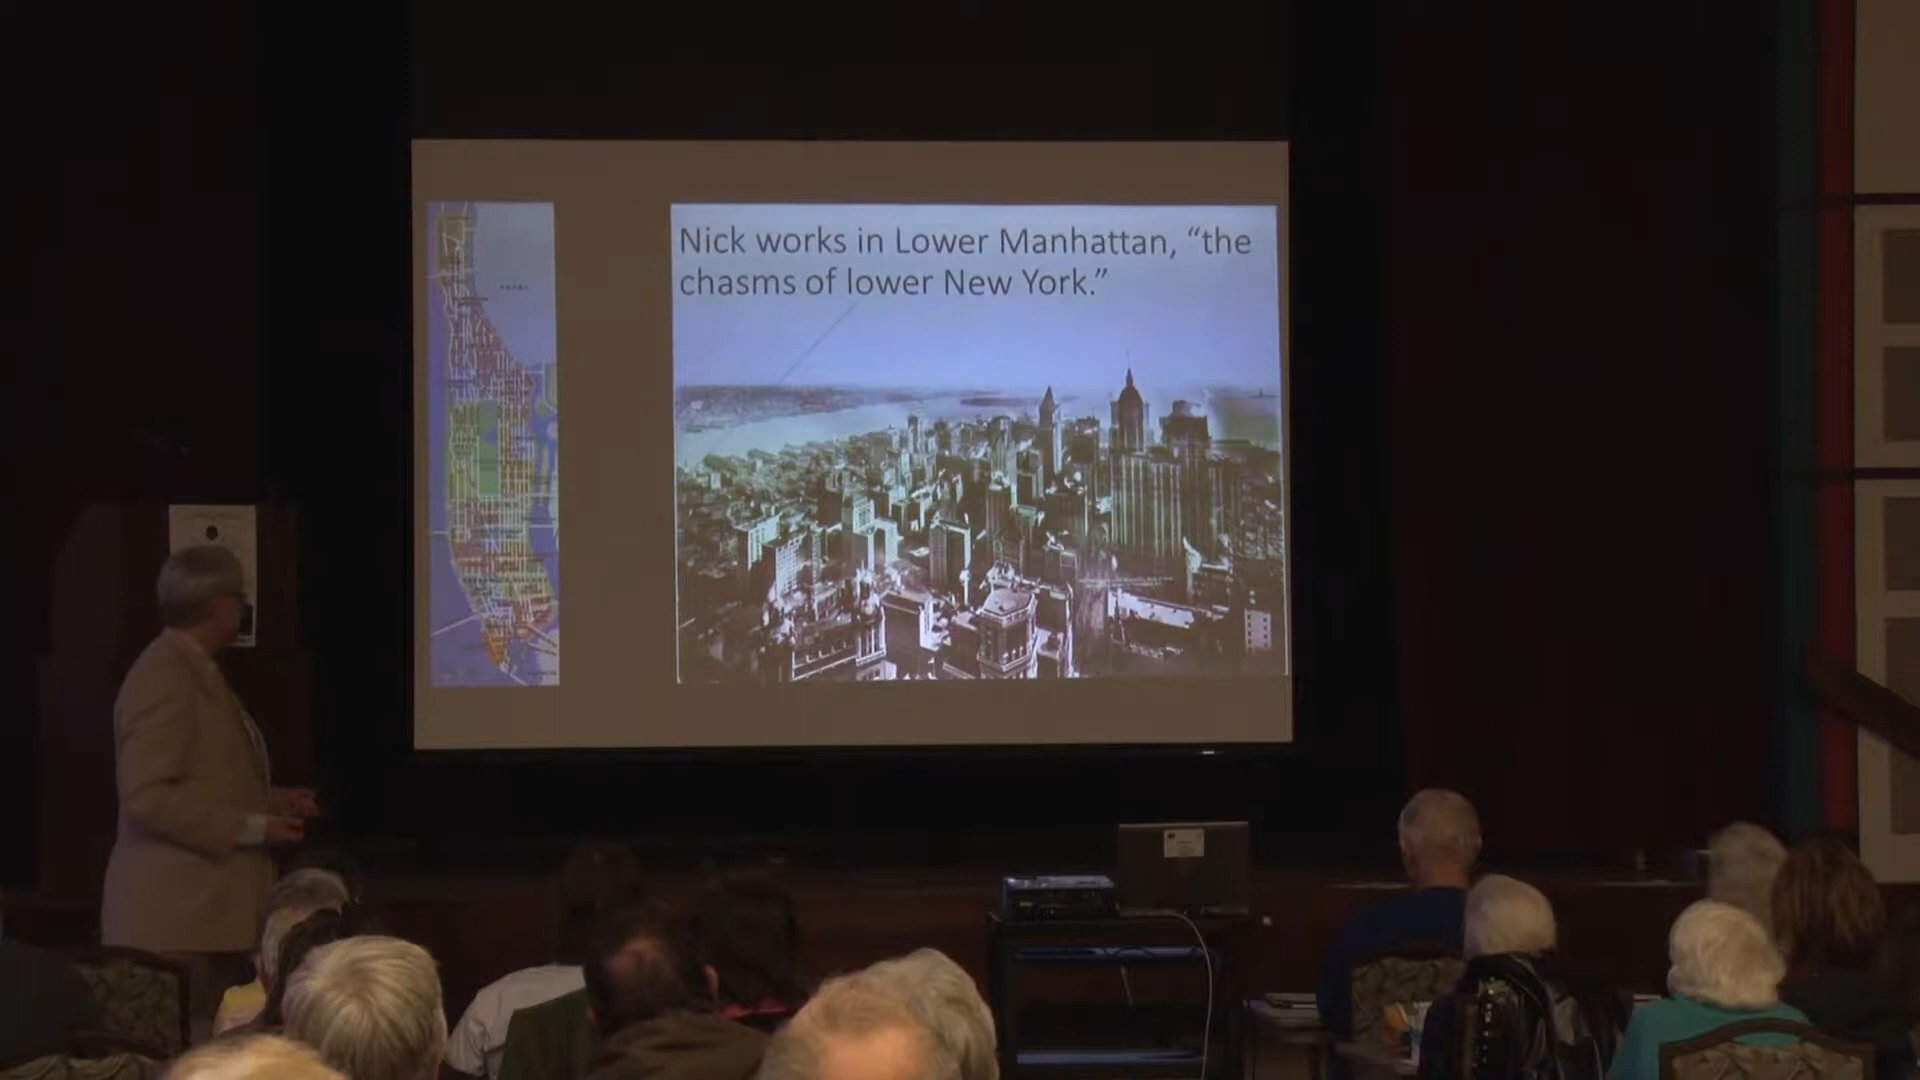 Nick works in Lower Manhattan, “the
chasms of lower New York.”